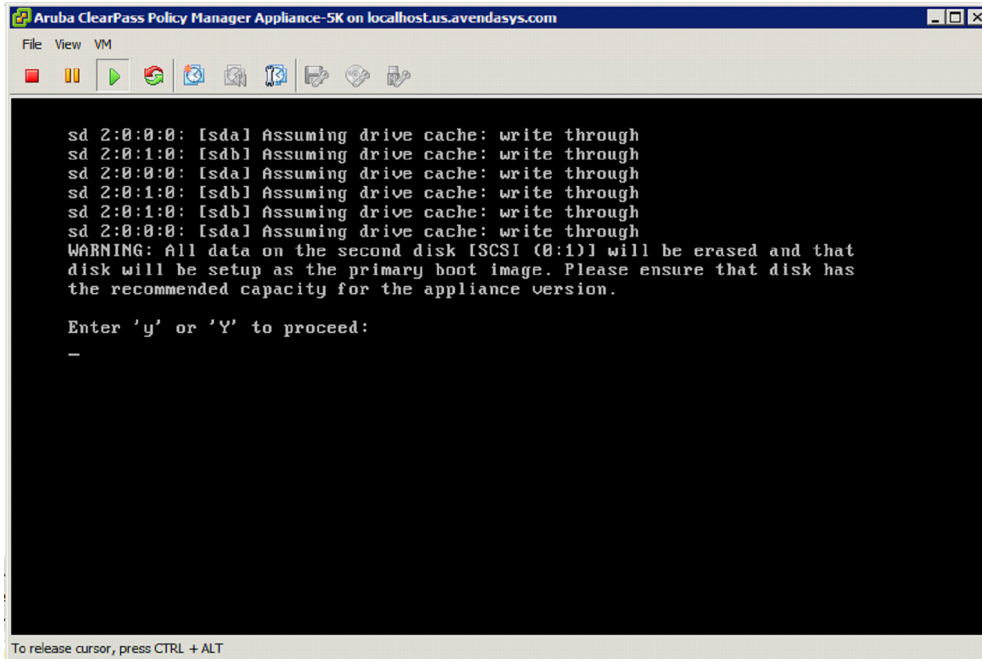 Aruba ClearPass Policy Manager Appliance-5K on localhost.us.avendasys.com
File View VM
sd 2:0:0:0: [sda] Assuming drive cache: write through
sd 2:0:1:0: [sdb] Assuming drive cache: write through
sd 2:0:0:0: [sda] Assuming drive cache: write through
sd 2:0:1:0: [sdb] Assuming drive cache: write through
sd 2:0:1:0: [sdb] Assuming drive cache: write through
sd 2:0:0:0: [sda] Assuming drive cache: write through
WARNING: All data on the second disk [SCSI (0:1)] will be erased and that
disk will be setup as the primary boot image. Please ensure that disk has
the recommended capacity for the appliance version.
Enter 'y' or 'Y' to proceed:
_
To release cursor, press CTRL + ALT